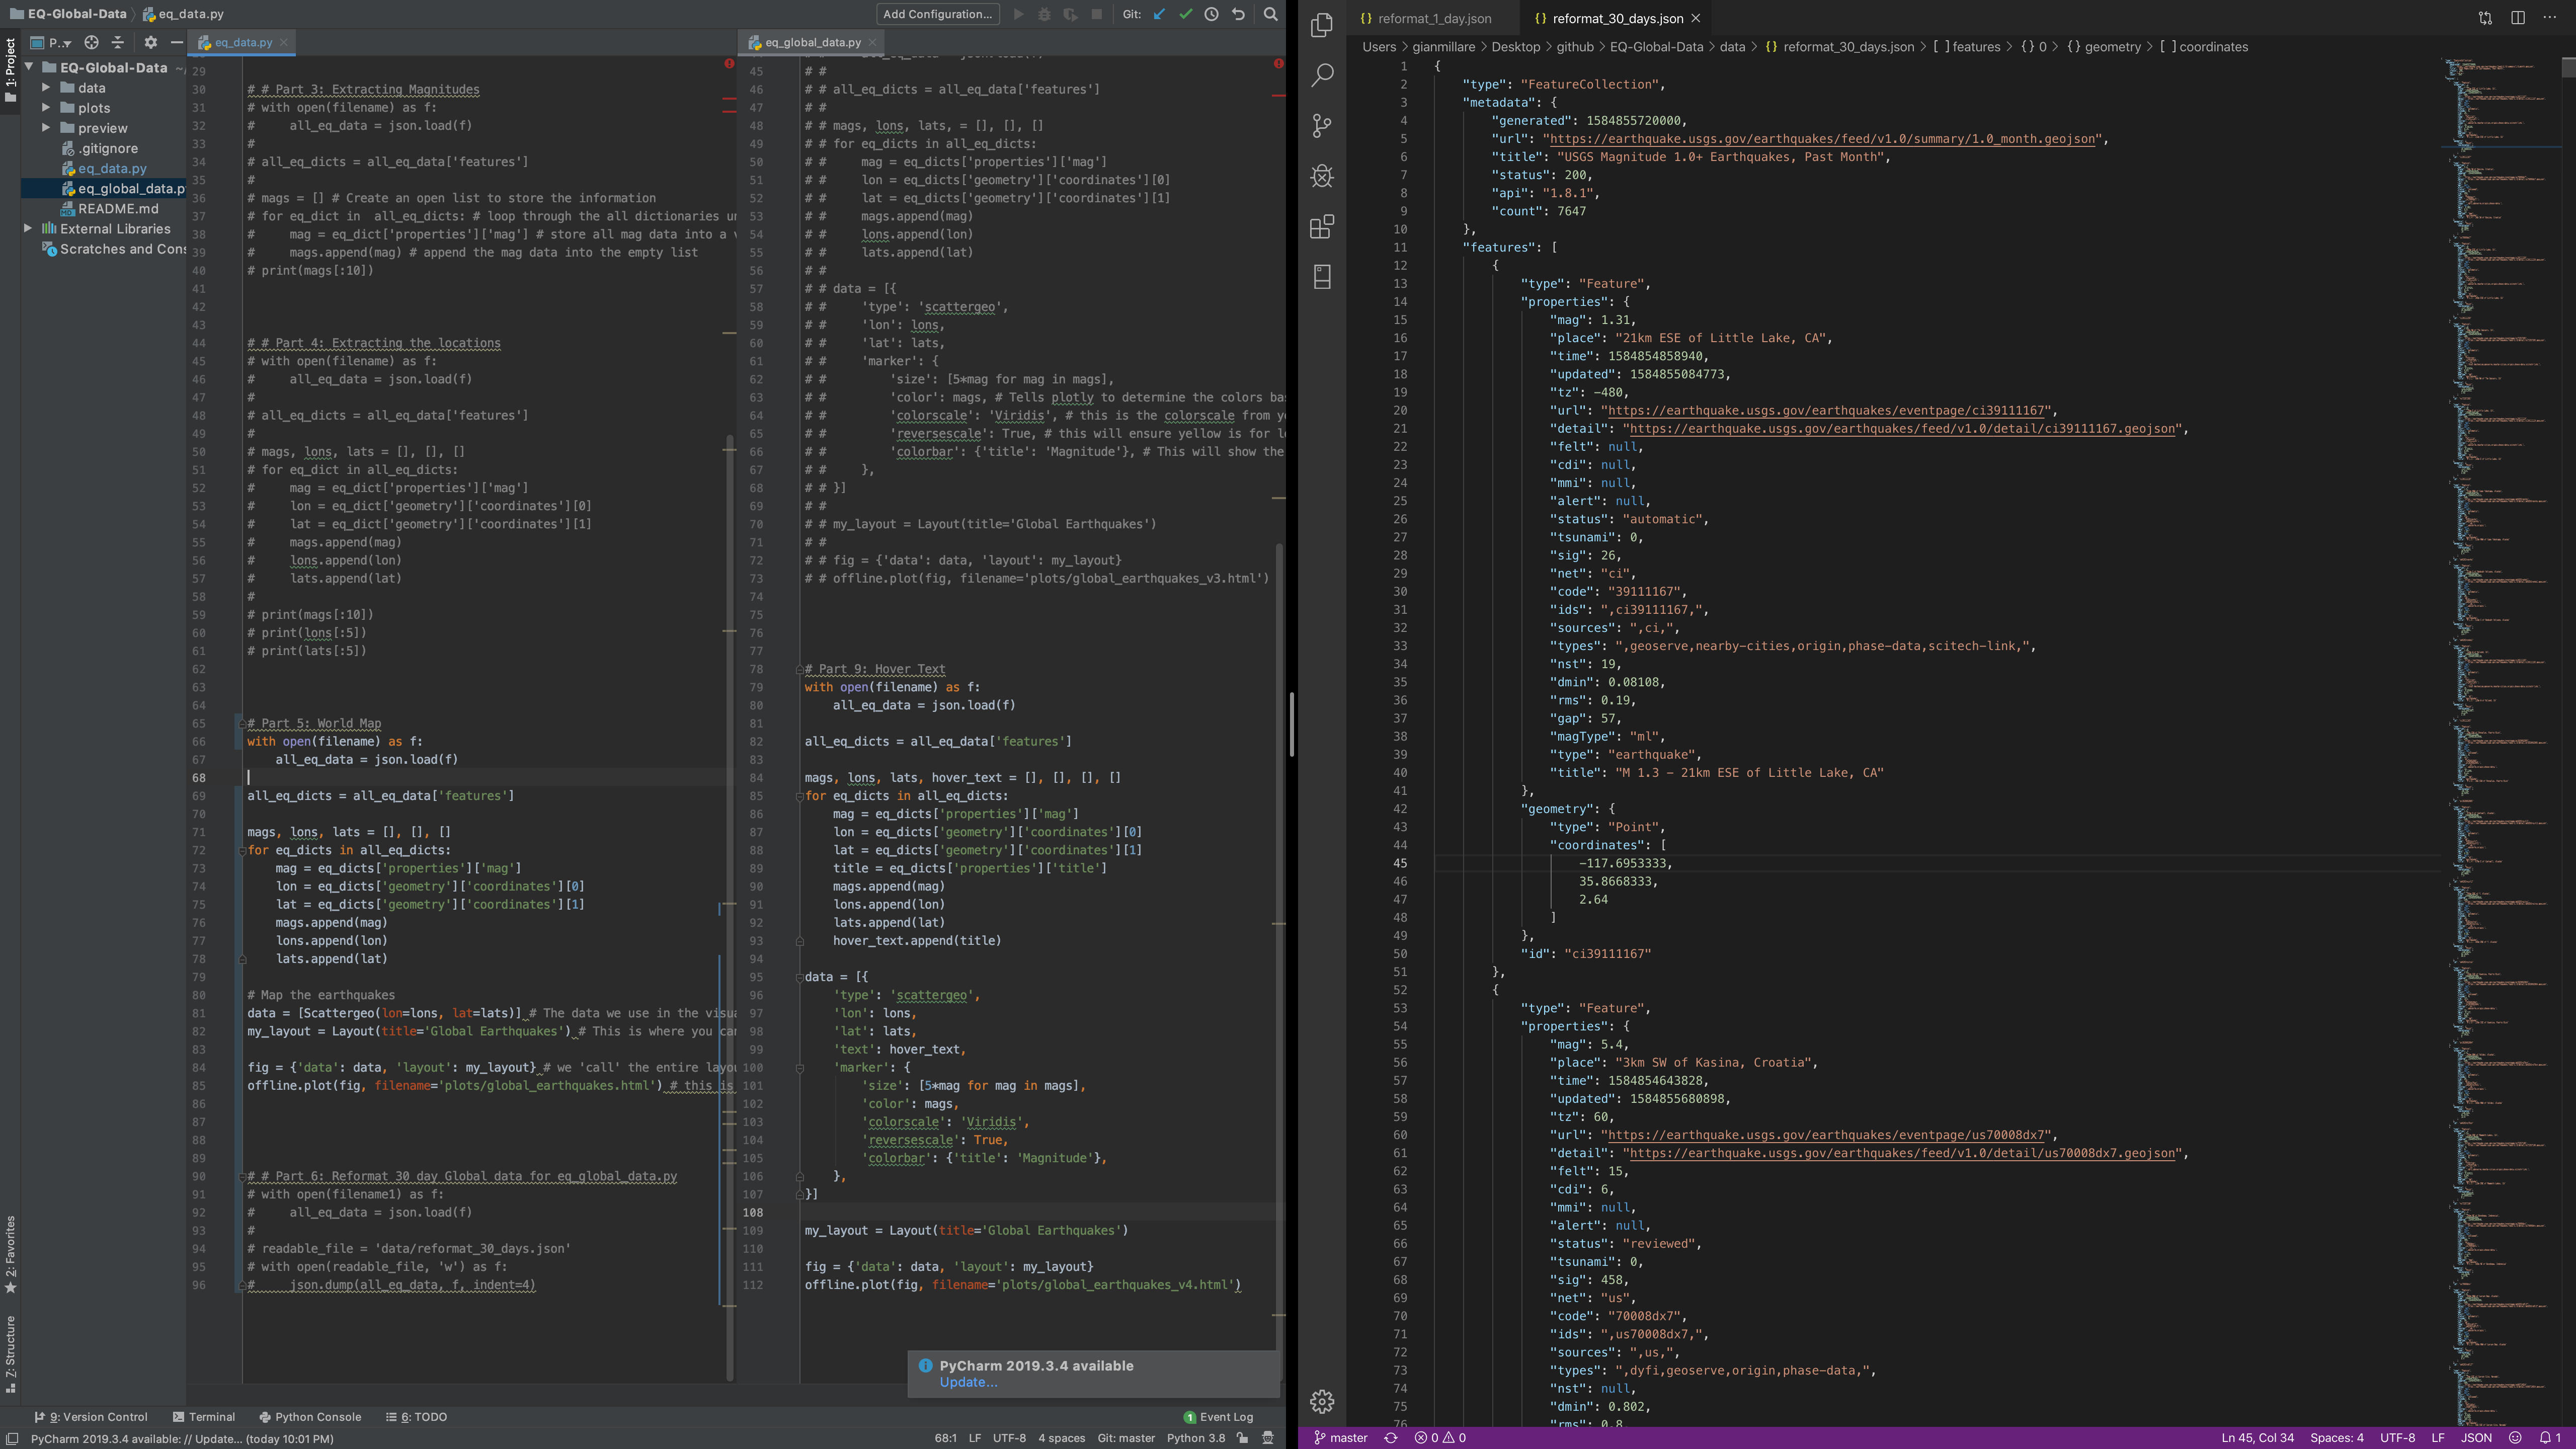 EQ-Global-Data
eq_data.py
Add Configuration...
Git:
1: Project
P..
EQ-Global-Data ~/
data
plots
preview
.gitignore
eq_data.py
eq_global_data.p
README.md
External Libraries
Scratches and Cons
2: Favorites
Z: Structure
eq_data.py
29
30 # # Part 3: Extracting Magnitudes
31 # with open(filename) as f:
32 #     all_eq_data = json.load(f)
33 #
34 # all_eq_dicts = all_eq_data['features']
35 #
36 # mags = [] # Create an open list to store the information
37 # for eq_dict in  all_eq_dicts: # loop through the all dictionaries u
38 #     mag = eq_dict['properties']['mag'] # store all mag data into a v
39 #     mags.append(mag) # append the mag data into the empty list
40 # print(mags[:10])
41
42
43
44 # # Part 4: Extracting the locations
45 # with open(filename) as f:
46 #     all_eq_data = json.load(f)
47 #
48 # all_eq_dicts = all_eq_data['features']
49 #
50 # mags, lons, lats = [], [], []
51 # for eq_dict in all_eq_dicts:
52 #     mag = eq_dict['properties']['mag']
53 #     lon = eq_dict['geometry']['coordinates'][0]
54 #     lat = eq_dict['geometry']['coordinates'][1]
55 #     mags.append(mag)
56 #     lons.append(lon)
57 #     lats.append(lat)
58 #
59 # print(mags[:10])
60 # print(lons[:5])
61 # print(lats[:5])
62
63
64
65 # Part 5: World Map
66 with open(filename) as f:
67     all_eq_data = json.load(f)
68
69 all_eq_dicts = all_eq_data['features']
70
71 mags, lons, lats = [], [], []
72 for eq_dicts in all_eq_dicts:
73     mag = eq_dicts['properties']['mag']
74     lon = eq_dicts['geometry']['coordinates'][0]
75     lat = eq_dicts['geometry']['coordinates'][1]
76     mags.append(mag)
77     lons.append(lon)
78     lats.append(lat)
79
80 # Map the earthquakes
81 data = [Scattergeo(lon=lons, lat=lats)] # The data we use in the visua
82 my_layout = Layout(title='Global Earthquakes') # This is where you can
83
84 fig = {'data': data, 'layout': my_layout} # we 'call' the entire layou
85 offline.plot(fig, filename='plots/global_earthquakes.html') # this is
86
87
88
89
90 # # Part 6: Reformat 30 day Global data for eq_global_data.py
91 # with open(filename1) as f:
92 #     all_eq_data = json.load(f)
93 #
94 # readable_file = 'data/reformat_30_days.json'
95 # with open(readable_file, 'w') as f:
96 #     json.dump(all_eq_data, f, indent=4)
eq_global_data.py
45 # #
46 # # all_eq_dicts = all_eq_data['features']
47 # #
48 # # mags, lons, lats, = [], [], []
49 # # for eq_dicts in all_eq_dicts:
50 # #     mag = eq_dicts['properties']['mag']
51 # #     lon = eq_dicts['geometry']['coordinates'][0]
52 # #     lat = eq_dicts['geometry']['coordinates'][1]
53 # #     mags.append(mag)
54 # #     lons.append(lon)
55 # #     lats.append(lat)
56 # #
57 # # data = [{
58 # #     'type': 'scattergeo',
59 # #     'lon': lons,
60 # #     'lat': lats,
61 # #     'marker': {
62 # #         'size': [5*mag for mag in mags],
63 # #         'color': mags, # Tells plotly to determine the colors ba
64 # #         'colorscale': 'Viridis', # this is the colorscale from y
65 # #         'reversescale': True, # this will ensure yellow is for l
66 # #         'colorbar': {'title': 'Magnitude'}, # This will show the
67 # #     },
68 # # }]
69 # #
70 # # my_layout = Layout(title='Global Earthquakes')
71 # #
72 # # fig = {'data': data, 'layout': my_layout}
73 # # offline.plot(fig, filename='plots/global_earthquakes_v3.html')
74
75
76
77
78 # Part 9: Hover Text
79 with open(filename) as f:
80     all_eq_data = json.load(f)
81
82 all_eq_dicts = all_eq_data['features']
83
84 mags, lons, lats, hover_text = [], [], [], []
85 for eq_dicts in all_eq_dicts:
86     mag = eq_dicts['properties']['mag']
87     lon = eq_dicts['geometry']['coordinates'][0]
88     lat = eq_dicts['geometry']['coordinates'][1]
89     title = eq_dicts['properties']['title']
90     mags.append(mag)
91     lons.append(lon)
92     lats.append(lat)
93     hover_text.append(title)
94
95 data = [{
96     'type': 'scattergeo',
97     'lon': lons,
98     'lat': lats,
99     'text': hover_text,
100     'marker': {
101         'size': [5*mag for mag in mags],
102         'color': mags,
103         'colorscale': 'Viridis',
104         'reversescale': True,
105         'colorbar': {'title': 'Magnitude'},
106     },
107 }]
108
109 my_layout = Layout(title='Global Earthquakes')
110
111 fig = {'data': data, 'layout': my_layout}
112 offline.plot(fig, filename='plots/global_earthquakes_v4.html')
PyCharm 2019.3.4 available
Update...
9: Version Control
Terminal
Python Console
6: TODO
1 Event Log
PyCharm 2019.3.4 available: // Update... (today 10:01 PM)
68:1 LF UTF-8 4 spaces Git: master Python 3.8
{} reformat_1_day.json
{} reformat_30_days.json
Users > gianmillare > Desktop > github > EQ-Global-Data > data > {} reformat_30_days.json > [ ] features > {} 0 > {} geometry > [ ] coordinates
1 {
2     "type": "FeatureCollection",
3     "metadata": {
4         "generated": 1584855720000,
5         "url": "https://earthquake.usgs.gov/earthquakes/feed/v1.0/summary/1.0_month.geojson",
6         "title": "USGS Magnitude 1.0+ Earthquakes, Past Month",
7         "status": 200,
8         "api": "1.8.1",
9         "count": 7647
10     },
11     "features": [
12         {
13             "type": "Feature",
14             "properties": {
15                 "mag": 1.31,
16                 "place": "21km ESE of Little Lake, CA",
17                 "time": 1584854858940,
18                 "updated": 1584855084773,
19                 "tz": -480,
20                 "url": "https://earthquake.usgs.gov/earthquakes/eventpage/ci39111167",
21                 "detail": "https://earthquake.usgs.gov/earthquakes/feed/v1.0/detail/ci39111167.geojson",
22                 "felt": null,
23                 "cdi": null,
24                 "mmi": null,
25                 "alert": null,
26                 "status": "automatic",
27                 "tsunami": 0,
28                 "sig": 26,
29                 "net": "ci",
30                 "code": "39111167",
31                 "ids": ",ci39111167,",
32                 "sources": ",ci,",
33                 "types": ",geoserve,nearby-cities,origin,phase-data,scitech-link,",
34                 "nst": 19,
35                 "dmin": 0.08108,
36                 "rms": 0.19,
37                 "gap": 57,
38                 "magType": "ml",
39                 "type": "earthquake",
40                 "title": "M 1.3 - 21km ESE of Little Lake, CA"
41             },
42             "geometry": {
43                 "type": "Point",
44                 "coordinates": [
45                     -117.6953333,
46                     35.8668333,
47                     2.64
48                 ]
49             },
50             "id": "ci39111167"
51         },
52         {
53             "type": "Feature",
54             "properties": {
55                 "mag": 5.4,
56                 "place": "3km SW of Kasina, Croatia",
57                 "time": 1584854643828,
58                 "updated": 1584855680898,
59                 "tz": 60,
60                 "url": "https://earthquake.usgs.gov/earthquakes/eventpage/us70008dx7",
61                 "detail": "https://earthquake.usgs.gov/earthquakes/feed/v1.0/detail/us70008dx7.geojson",
62                 "felt": 15,
63                 "cdi": 6,
64                 "mmi": null,
65                 "alert": null,
66                 "status": "reviewed",
67                 "tsunami": 0,
68                 "sig": 458,
69                 "net": "us",
70                 "code": "70008dx7",
71                 "ids": ",us70008dx7,",
72                 "sources": ",us,",
73                 "types": ",dyfi,geoserve,origin,phase-data,",
74                 "nst": null,
75                 "dmin": 0.802,
76                 "rms": 0.8,
master
0 0
Ln 45, Col 34 Spaces: 4 UTF-8 LF JSON 1